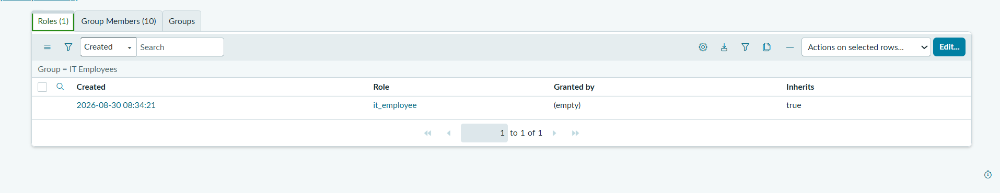 Roles (1) Group Members (10) Groups
Created Search Actions on selected rows... Edit...
Group = IT Employees
Created Role Granted by Inherits
2026-08-30 08:34:21 it_employee (empty) true
1 to 1 of 1